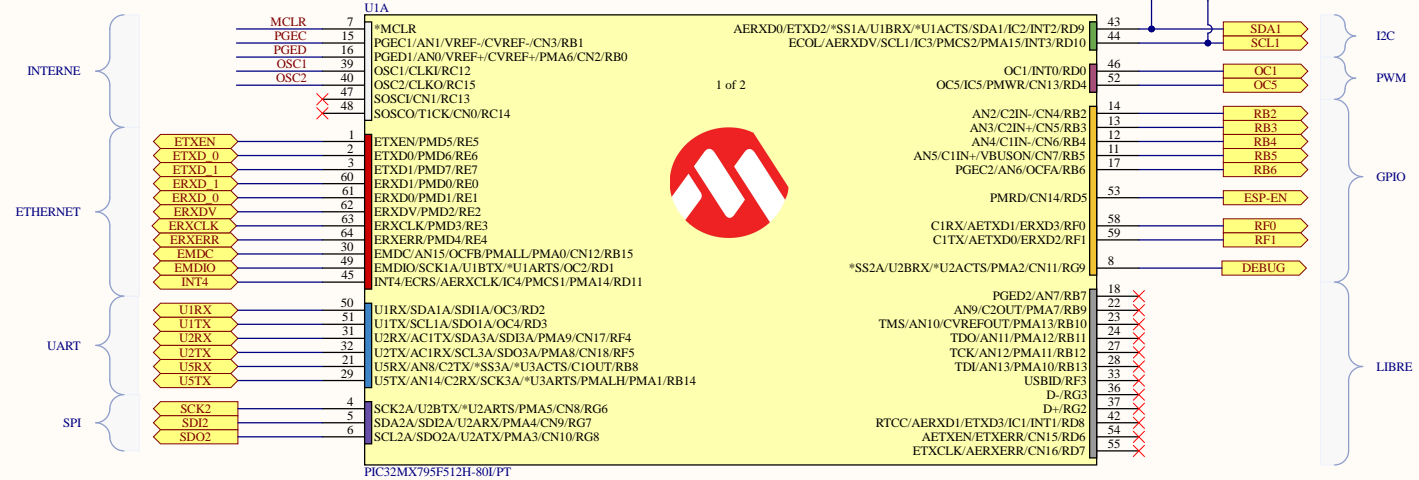 U1A
INTERNE
MCLR 7 *MCLR
PGEC 15 PGEC1/AN1/VREF-/CVREF-/CN3/RB1
PGED 16 PGED1/AN0/VREF+/CVREF+/PMA6/CN2/RB0
OSC1 39 OSC1/CLKI/RC12
OSC2 40 OSC2/CLKO/RC15
47 SOSCI/CN1/RC13
48 SOSCO/T1CK/CN0/RC14
ETHERNET
ETXEN 1 ETXEN/PMD5/RE5
ETXD_0 2 ETXD0/PMD6/RE6
ETXD_1 3 ETXD1/PMD7/RE7
ERXD_1 60 ERXD1/PMD0/RE0
ERXD_0 61 ERXD0/PMD1/RE1
ERXDV 62 ERXDV/PMD2/RE2
ERXCLK 63 ERXCLK/PMD3/RE3
ERXERR 64 ERXERR/PMD4/RE4
EMDC 30 EMDC/AN15/OCFB/PMALL/PMA0/CN12/RB15
EMDIO 49 EMDIO/SCK1A/U1BTX/*U1ARTS/OC2/RD1
INT4 45 INT4/ECRS/AERXCLK/IC4/PMCS1/PMA14/RD11
UART
U1RX 50 U1RX/SDA1A/SDI1A/OC3/RD2
U1TX 51 U1TX/SCL1A/SDO1A/OC4/RD3
U2RX 31 U2RX/AC1TX/SDA3A/SDI3A/PMA9/CN17/RF4
U2TX 32 U2TX/AC1RX/SCL3A/SDO3A/PMA8/CN18/RF5
U5RX 21 U5RX/AN8/C2TX/*SS3A/*U3ACTS/C1OUT/RB8
U5TX 29 U5TX/AN14/C2RX/SCK3A/*U3ARTS/PMALH/PMA1/RB14
SPI
SCK2 4 SCK2A/U2BTX/*U2ARTS/PMA5/CN8/RG6
SDI2 5 SDA2A/SDI2A/U2ARX/PMA4/CN9/RG7
SDO2 6 SCL2A/SDO2A/U2ATX/PMA3/CN10/RG8
PIC32MX795F512H-80I/PT
1 of 2
AERXD0/ETXD2/*SS1A/U1BRX/*U1ACTS/SDA1/IC2/INT2/RD9 43 SDA1
ECOL/AERXDV/SCL1/IC3/PMCS2/PMA15/INT3/RD10 44 SCL1
I2C
OC1/INT0/RD0 46 OC1
OC5/IC5/PMWR/CN13/RD4 52 OC5
PWM
AN2/C2IN-/CN4/RB2 14 RB2
AN3/C2IN+/CN5/RB3 13 RB3
AN4/C1IN-/CN6/RB4 12 RB4
AN5/C1IN+/VBUSON/CN7/RB5 11 RB5
PGEC2/AN6/OCFA/RB6 17 RB6
PMRD/CN14/RD5 53 ESP-EN
C1RX/AETXD1/ERXD3/RF0 58 RF0
C1TX/AETXD0/ERXD2/RF1 59 RF1
*SS2A/U2BRX/*U2ACTS/PMA2/CN11/RG9 8 DEBUG
GPIO
PGED2/AN7/RB7 18
AN9/C2OUT/PMA7/RB9 22
TMS/AN10/CVREFOUT/PMA13/RB10 23
TDO/AN11/PMA12/RB11 24
TCK/AN12/PMA11/RB12 27
TDI/AN13/PMA10/RB13 28
USBID/RF3 33
D-/RG3 36
D+/RG2 37
RTCC/AERXD1/ETXD3/IC1/INT1/RD8 42
AETXEN/ETXERR/CN15/RD6 54
ETXCLK/AERXERR/CN16/RD7 55
LIBRE